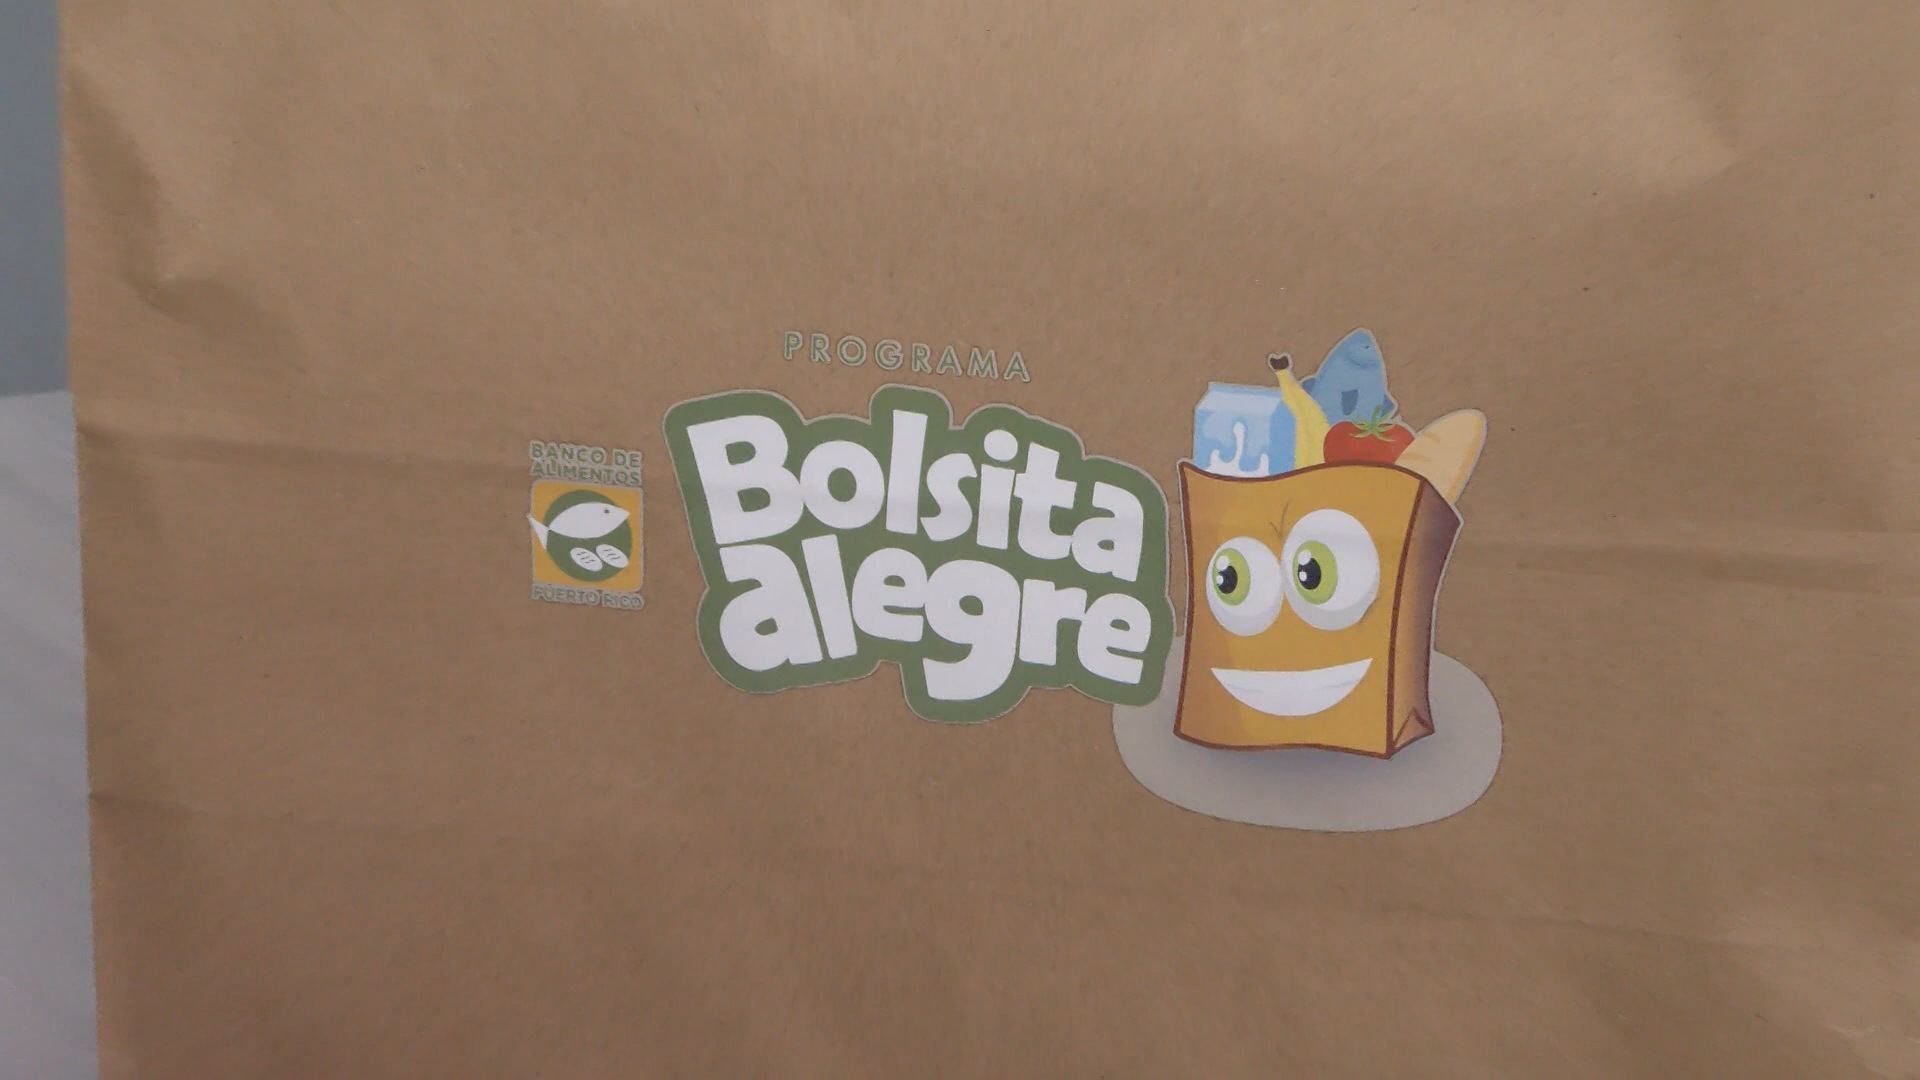 BANCO DE
ALIMENTOS
PUERTO RICO
PROGRAMA
Bolsita
alegre